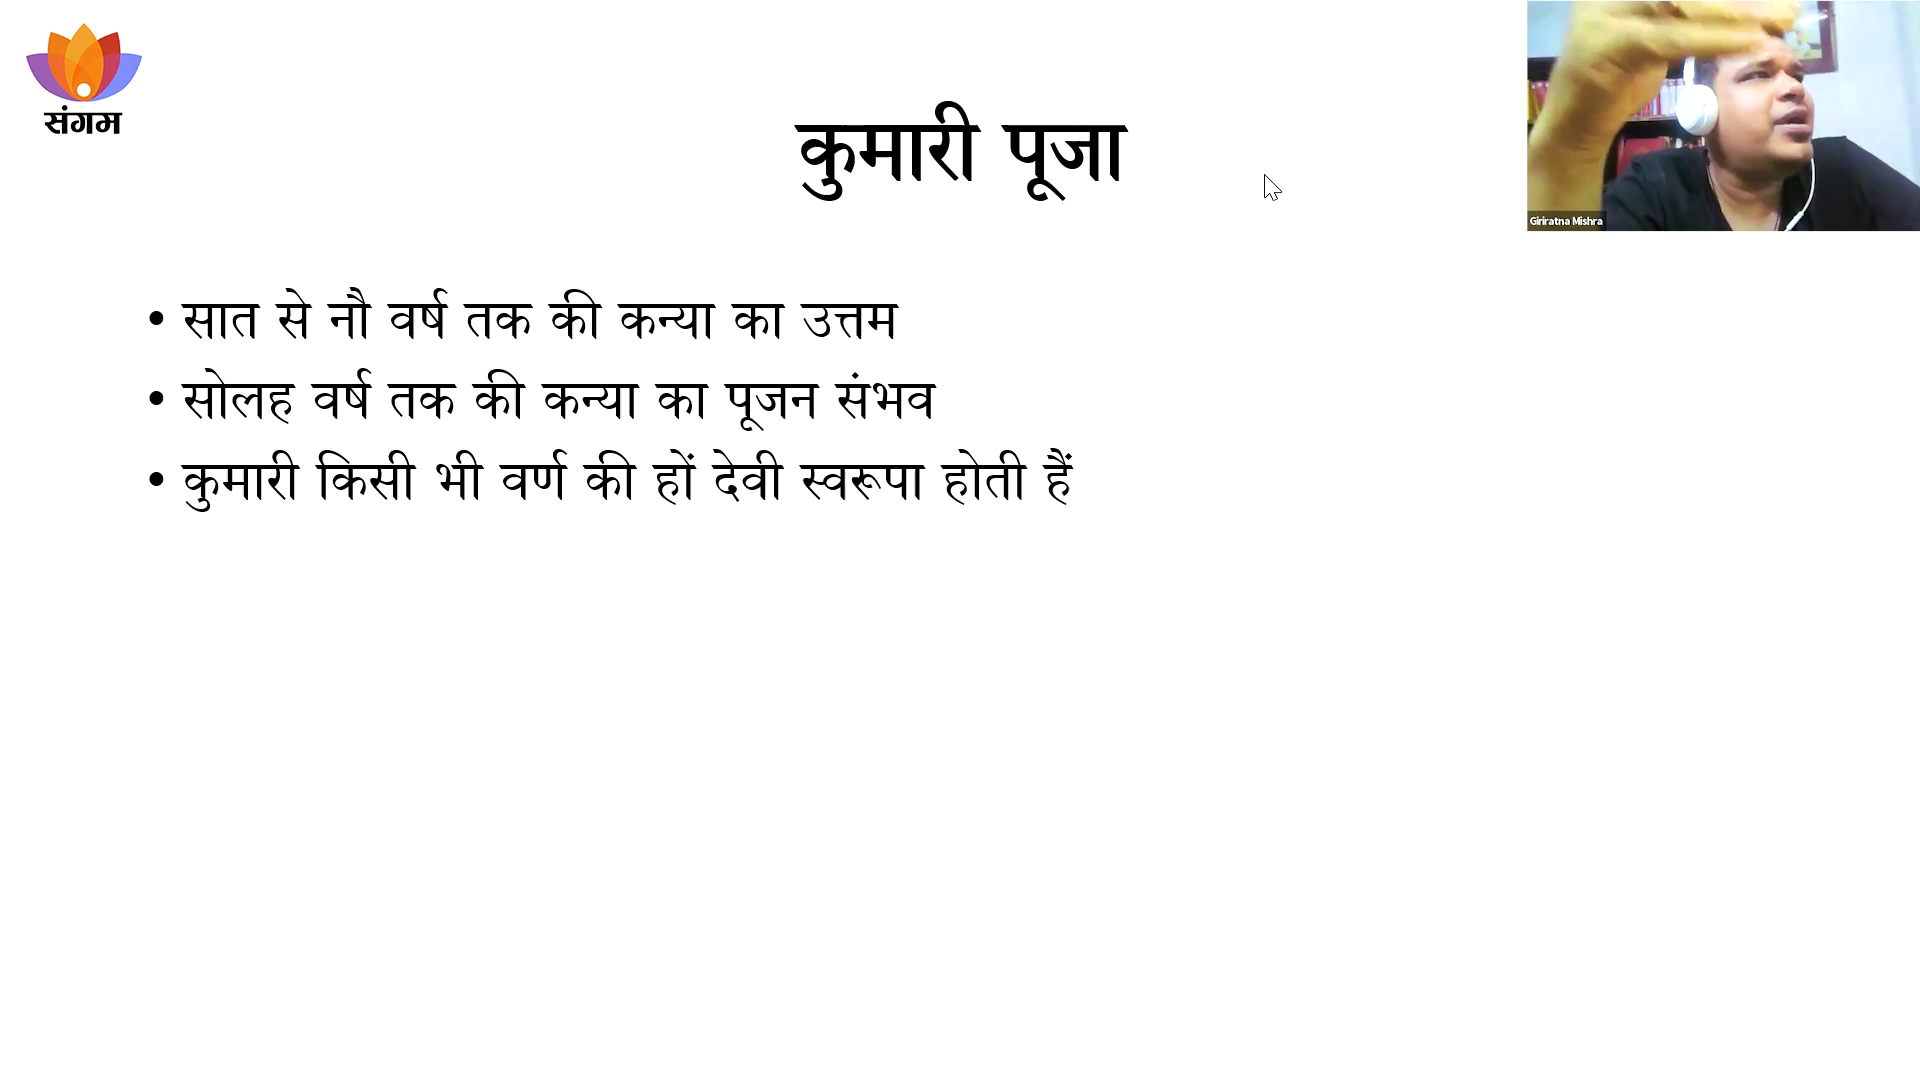 संगम
कुमारी पूजा
Giriratna Mishra
• सात से नौ वर्ष तक की कन्या का उत्तम
• सोलह वर्ष तक की कन्या का पूजन संभव
• कुमारी किसी भी वर्ण की हों देवी स्वरूपा होती हैं